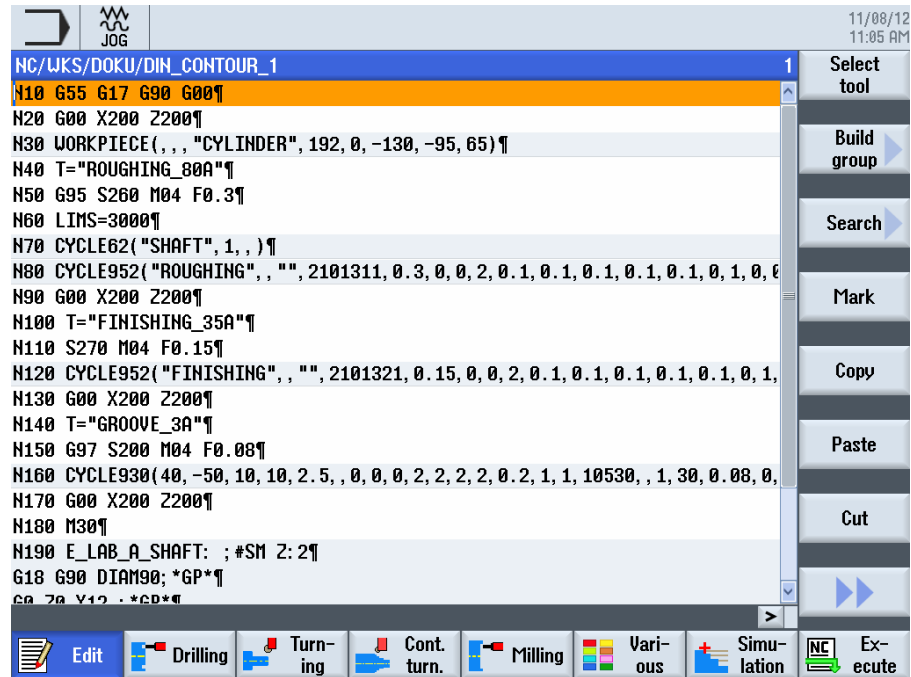 JOG
11/08/12
11:05 AM
NC/WKS/DOKU/DIN_CONTOUR_1 1
N10 G55 G17 G90 G00¶
N20 G00 X200 Z200¶
N30 WORKPIECE(,,,"CYLINDER",192,0,-130,-95,65)¶
N40 T="ROUGHING_80A"¶
N50 G95 S260 M04 F0.3¶
N60 LIMS=3000¶
N70 CYCLE62("SHAFT",1,,)¶
N80 CYCLE952("ROUGHING",,"",2101311,0.3,0,0,2,0.1,0.1,0.1,0.1,0.1,0,1,0,
N90 G00 X200 Z200¶
N100 T="FINISHING_35A"¶
N110 S270 M04 F0.15¶
N120 CYCLE952("FINISHING",,"",2101321,0.15,0,0,2,0.1,0.1,0.1,0.1,0.1,0,1,
N130 G00 X200 Z200¶
N140 T="GROOVE_3A"¶
N150 G97 S200 M04 F0.08¶
N160 CYCLE930(40,-50,10,10,2.5,,0,0,0,2,2,2,2,0.2,1,1,10530,,1,30,0.08,0,
N170 G00 X200 Z200¶
N180 M30¶
N190 E_LAB_A_SHAFT: ;#SM Z:2¶
G18 G90 DIAM90;*GP*¶
Select
tool
Build
group
Search
Mark
Copy
Paste
Cut
Edit
Drilling
Turn-
ing
Cont.
turn.
Milling
Vari-
ous
Simu-
lation
NC
Ex-
ecute